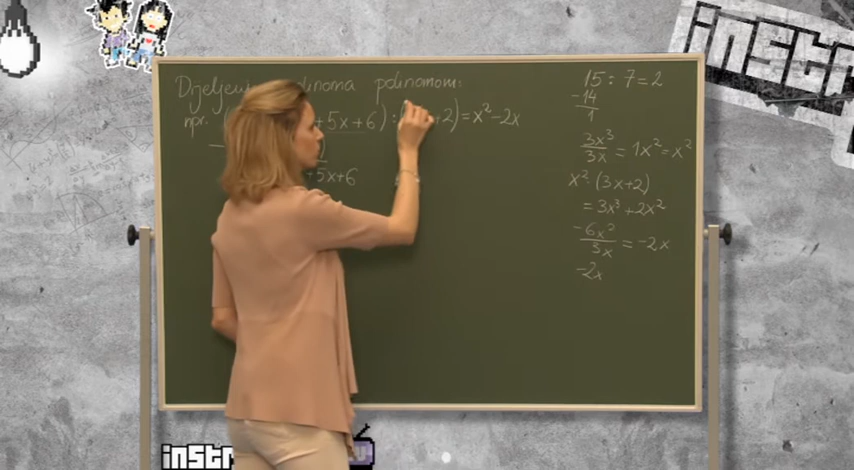 Dijeljenje polinoma polinomom:
npr. +5x+6) : ( +2) = x² - 2x
+5x+6
15 : 7 = 2
-14
1
3x³
3x = 1x² = x²
x² · (3x+2)
= 3x³ + 2x²
-6x²
3x = -2x
-2x
instr